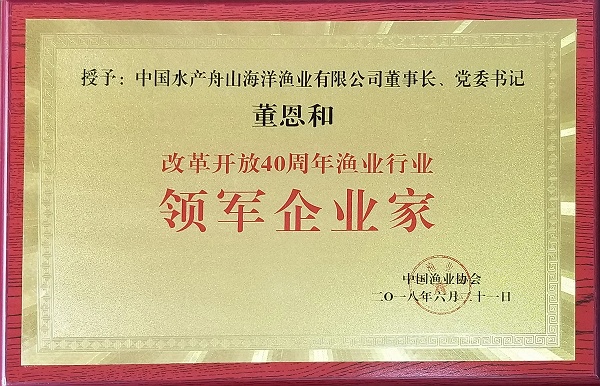 授予：中国水产舟山海洋渔业有限公司董事长、党委书记
董恩和
改革开放40周年渔业行业
领军企业家
中国渔业协会
二〇一八年六月二十一日